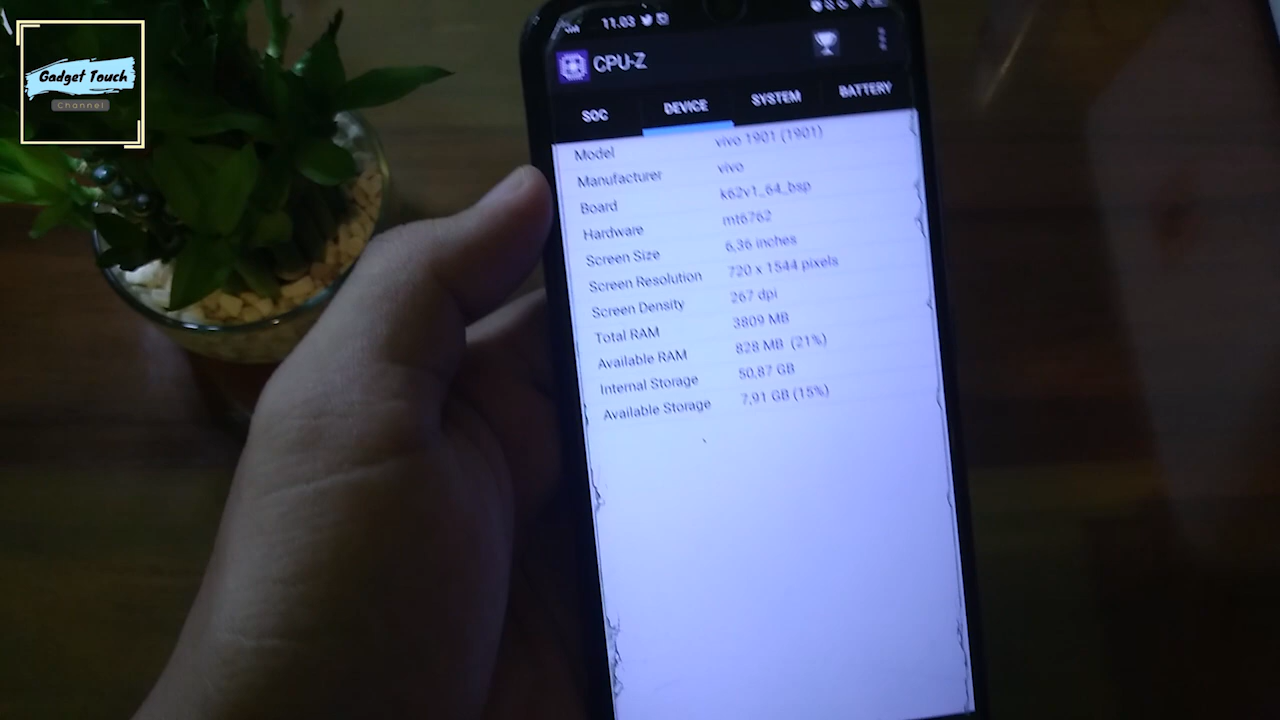 Gadget Touch
Channel
11.03
CPU-Z
SOC DEVICE SYSTEM BATTERY
Model vivo 1901 (1901)
Manufacturer vivo
Board k62v1_64_bsp
Hardware mt6762
Screen Size 6,36 inches
Screen Resolution 720 x 1544 pixels
Screen Density 267 dpi
Total RAM 3809 MB
Available RAM 828 MB (21%)
Internal Storage 50,87 GB
Available Storage 7,91 GB (15%)